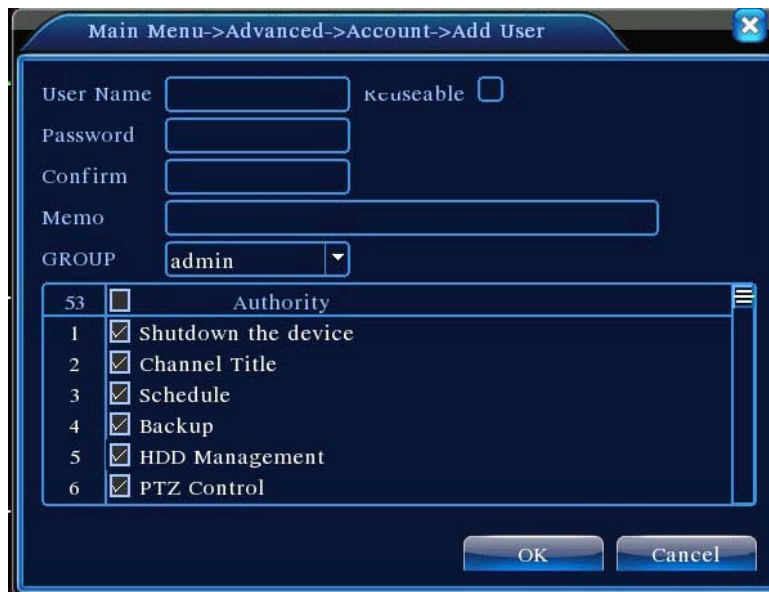 Main Menu->Advanced->Account->Add User
User Name Reuseable
Password
Confirm
Memo
GROUP admin
53 Authority
1 Shutdown the device
2 Channel Title
3 Schedule
4 Backup
5 HDD Management
6 PTZ Control
OK Cancel